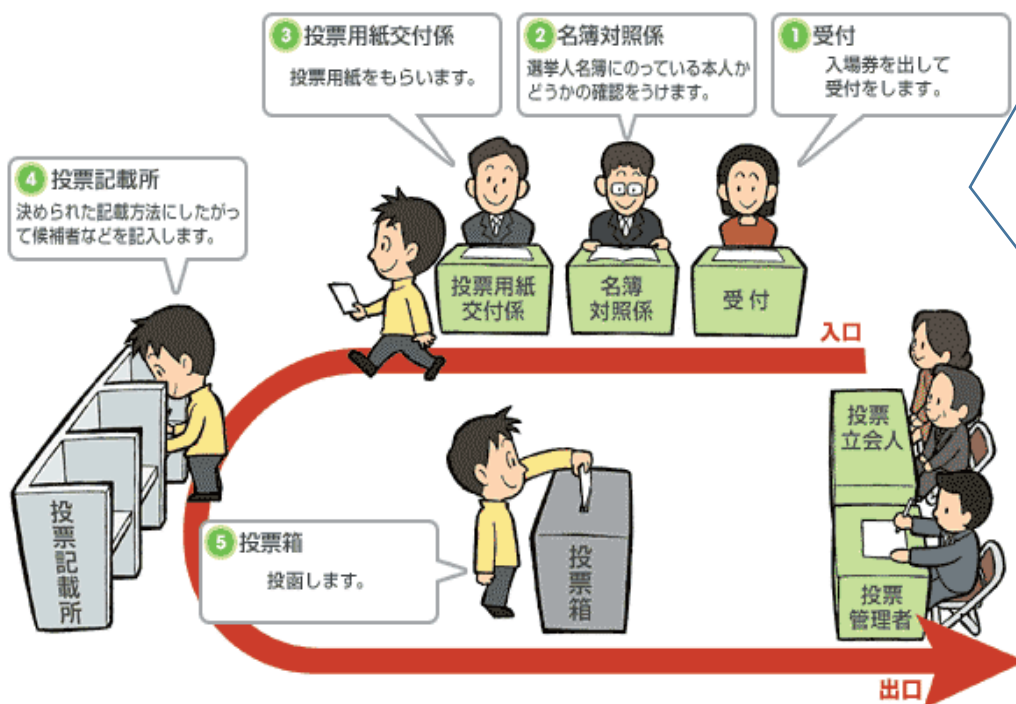 1 受付
入場券を出して
受付をします。
2 名簿対照係
選挙人名簿にのっている本人か
どうかの確認をうけます。
3 投票用紙交付係
投票用紙をもらいます。
4 投票記載所
決められた記載方法にしたがっ
て候補者などを記入します。
投票用紙
交付係
名簿
対照係
受付
入口
投票
立会人
投票
管理者
投票記載所
5 投票箱
投函します。
投票箱
出口